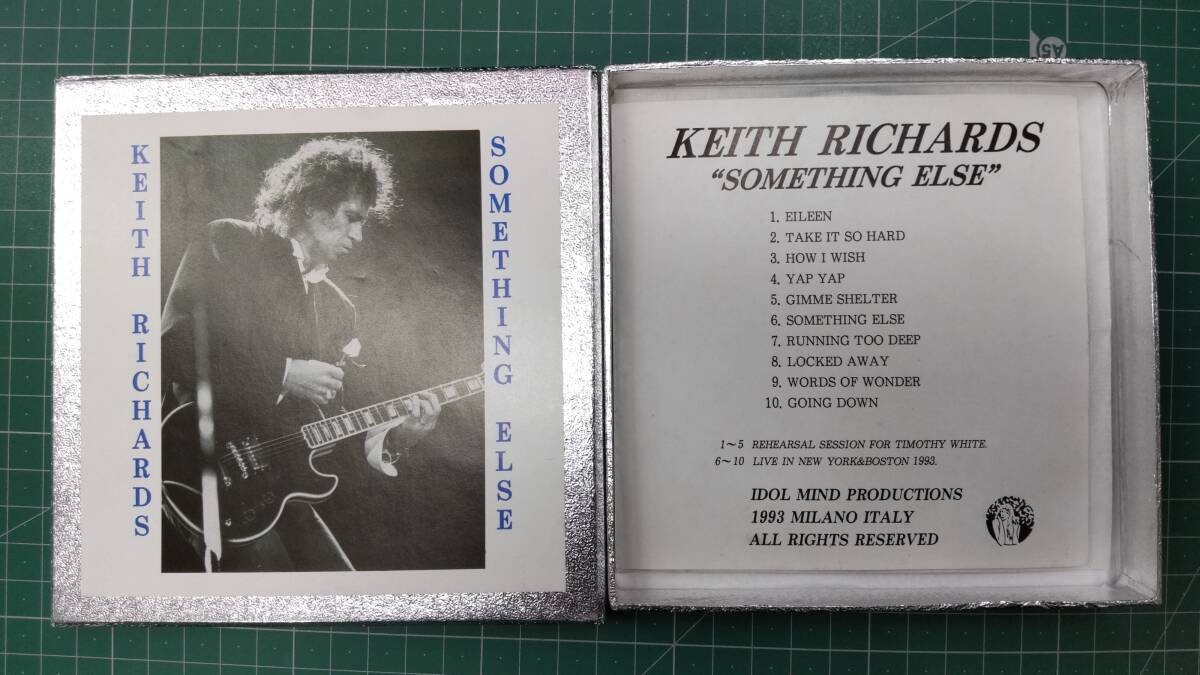 KEITH RICHARDS
SOMETHING ELSE
KEITH RICHARDS
“SOMETHING ELSE”
1. EILEEN
2. TAKE IT SO HARD
3. HOW I WISH
4. YAP YAP
5. GIMME SHELTER
6. SOMETHING ELSE
7. RUNNING TOO DEEP
8. LOCKED AWAY
9. WORDS OF WONDER
10. GOING DOWN
1〜5 REHEARSAL SESSION FOR TIMOTHY WHITE.
6〜10 LIVE IN NEW YORK&BOSTON 1993.
IDOL MIND PRODUCTIONS
1993 MILANO ITALY
ALL RIGHTS RESERVED
A5